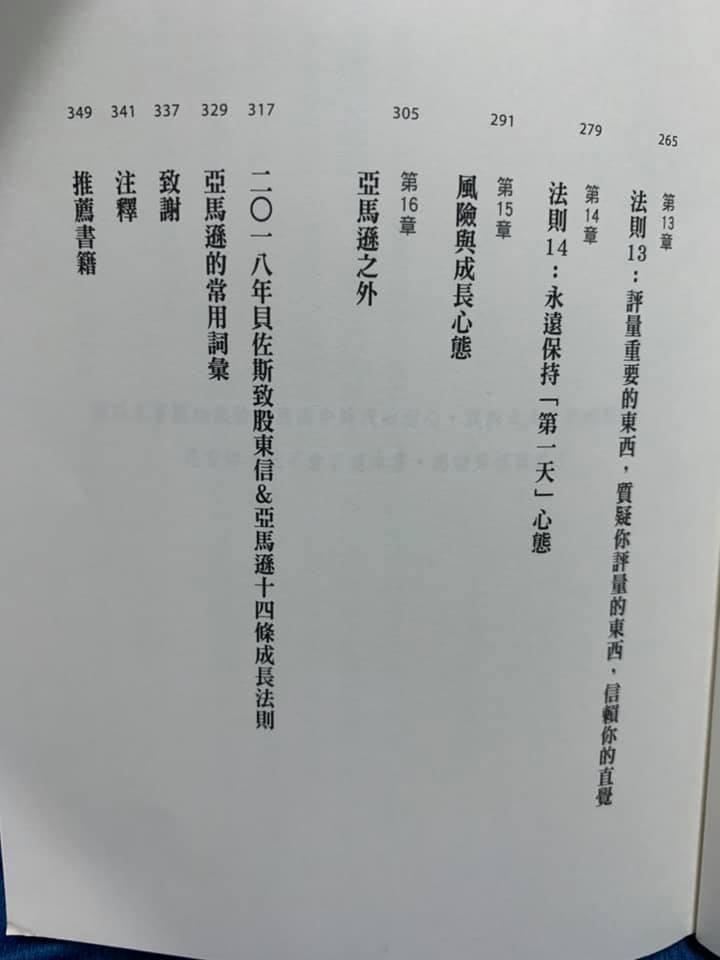 265
第13章
法則13：評量重要的東西，質疑你評量的東西，信賴你的直覺
279
第14章
法則14：永遠保持「第一天」心態
291
第15章
風險與成長心態
305
第16章
亞馬遜之外
317
二〇一八年貝佐斯致股東信&亞馬遜十四條成長法則
329
亞馬遜的常用詞彙
337
致謝
341
注釋
349
推薦書籍